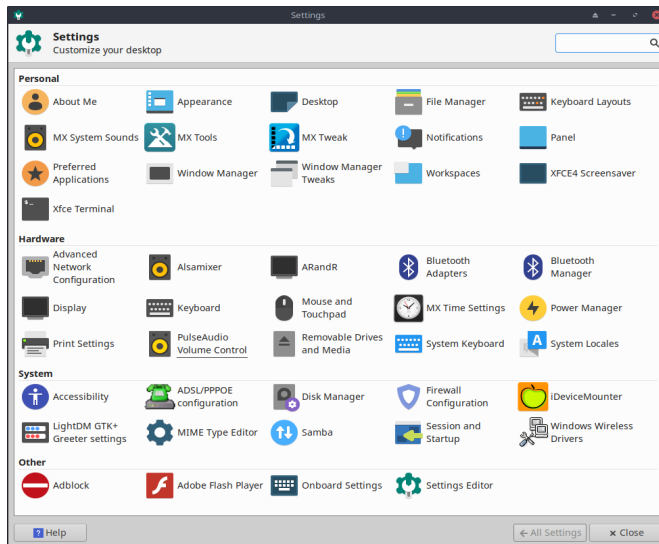 Settings
Settings
Customize your desktop
Personal
About Me
Appearance
Desktop
File Manager
Keyboard Layouts
MX System Sounds
MX Tools
MX Tweak
Notifications
Panel
Preferred
Applications
Window Manager
Window Manager
Tweaks
Workspaces
XFCE4 Screensaver
Xfce Terminal
Hardware
Advanced
Network
Configuration
Alsamixer
ARandR
Bluetooth
Adapters
Bluetooth
Manager
Display
Keyboard
Mouse and
Touchpad
MX Time Settings
Power Manager
Print Settings
PulseAudio
Volume Control
Removable Drives
and Media
System Keyboard
A
System Locales
System
Accessibility
ADSL/PPPOE
configuration
Disk Manager
Firewall
Configuration
iDeviceMounter
LightDM GTK+
Greeter settings
MIME Type Editor
Samba
Session and
Startup
Windows Wireless
Drivers
Other
Adblock
Adobe Flash Player
Onboard Settings
Settings Editor
? Help
← All Settings
× Close